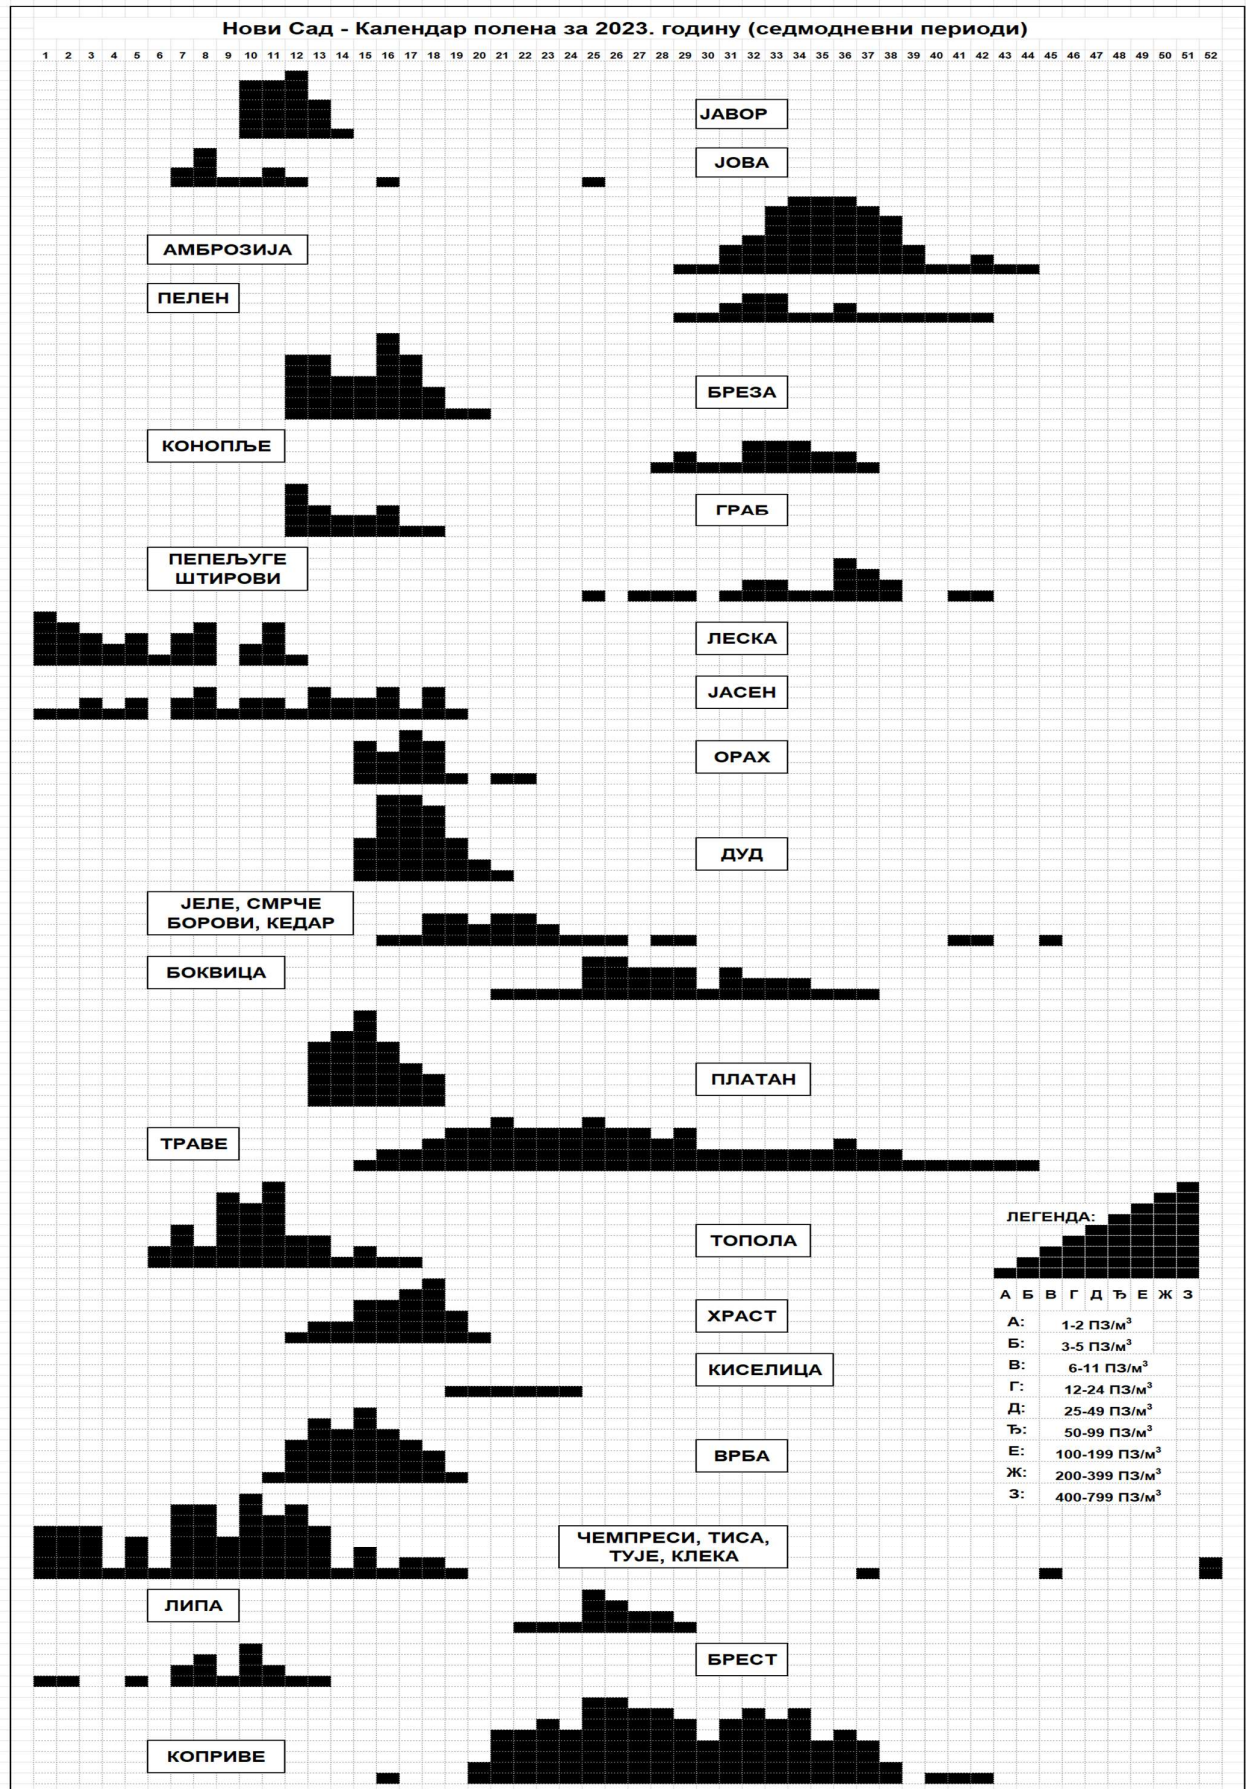 Нови Сад - Календар полена за 2023. годину (седмодневни периоди)
1 2 3 4 5 6 7 8 9 10 11 12 13 14 15 16 17 18 19 20 21 22 23 24 25 26 27 28 29 30 31 32 33 34 35 36 37 38 39 40 41 42 43 44 45 46 47 48 49 50 51 52
ЈАВОР
ЈОВА
АМБРОЗИЈА
ПЕЛЕН
БРЕЗА
КОНОПЉЕ
ГРАБ
ПЕПЕЉУГЕ
ШТИРОВИ
ЛЕСКА
ЈАСЕН
ОРАХ
ДУД
ЈЕЛЕ, СМРЧЕ
БОРОВИ, КЕДАР
БОКВИЦА
ПЛАТАН
ТРАВЕ
ТОПОЛА
ЛЕГЕНДА:
А Б В Г Д Ђ Е Ж З
А: 1-2 ПЗ/м³
Б: 3-5 ПЗ/м³
В: 6-11 ПЗ/м³
Г: 12-24 ПЗ/м³
Д: 25-49 ПЗ/м³
Ђ: 50-99 ПЗ/м³
Е: 100-199 ПЗ/м³
Ж: 200-399 ПЗ/м³
З: 400-799 ПЗ/м³
ХРАСТ
КИСЕЛИЦА
ВРБА
ЧЕМПРЕСИ, ТИСА,
ТУЈЕ, КЛЕКА
ЛИПА
БРЕСТ
КОПРИВЕ